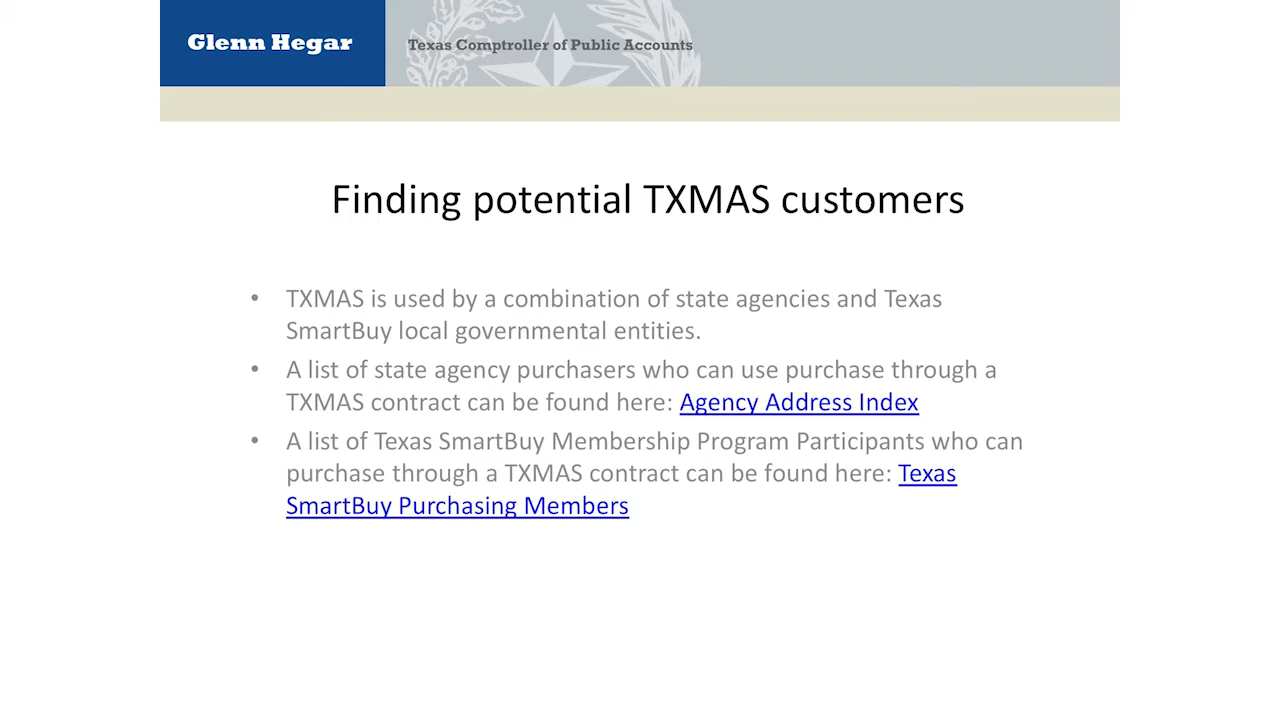 Glenn Hegar
Texas Comptroller of Public Accounts
Finding potential TXMAS customers
• TXMAS is used by a combination of state agencies and Texas
SmartBuy local governmental entities.
• A list of state agency purchasers who can use purchase through a
TXMAS contract can be found here: Agency Address Index
• A list of Texas SmartBuy Membership Program Participants who can
purchase through a TXMAS contract can be found here: Texas
SmartBuy Purchasing Members